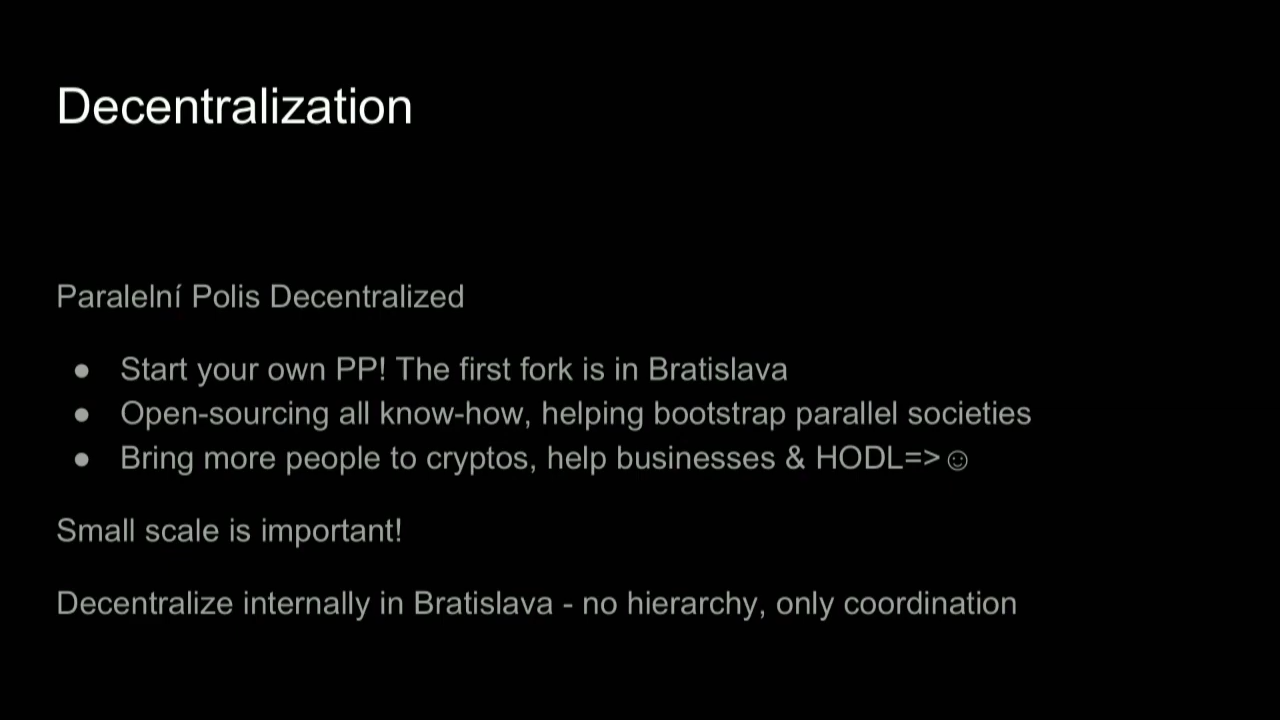 Decentralization
Paralelní Polis Decentralized
● Start your own PP! The first fork is in Bratislava
● Open-sourcing all know-how, helping bootstrap parallel societies
● Bring more people to cryptos, help businesses & HODL=>☺
Small scale is important!
Decentralize internally in Bratislava - no hierarchy, only coordination